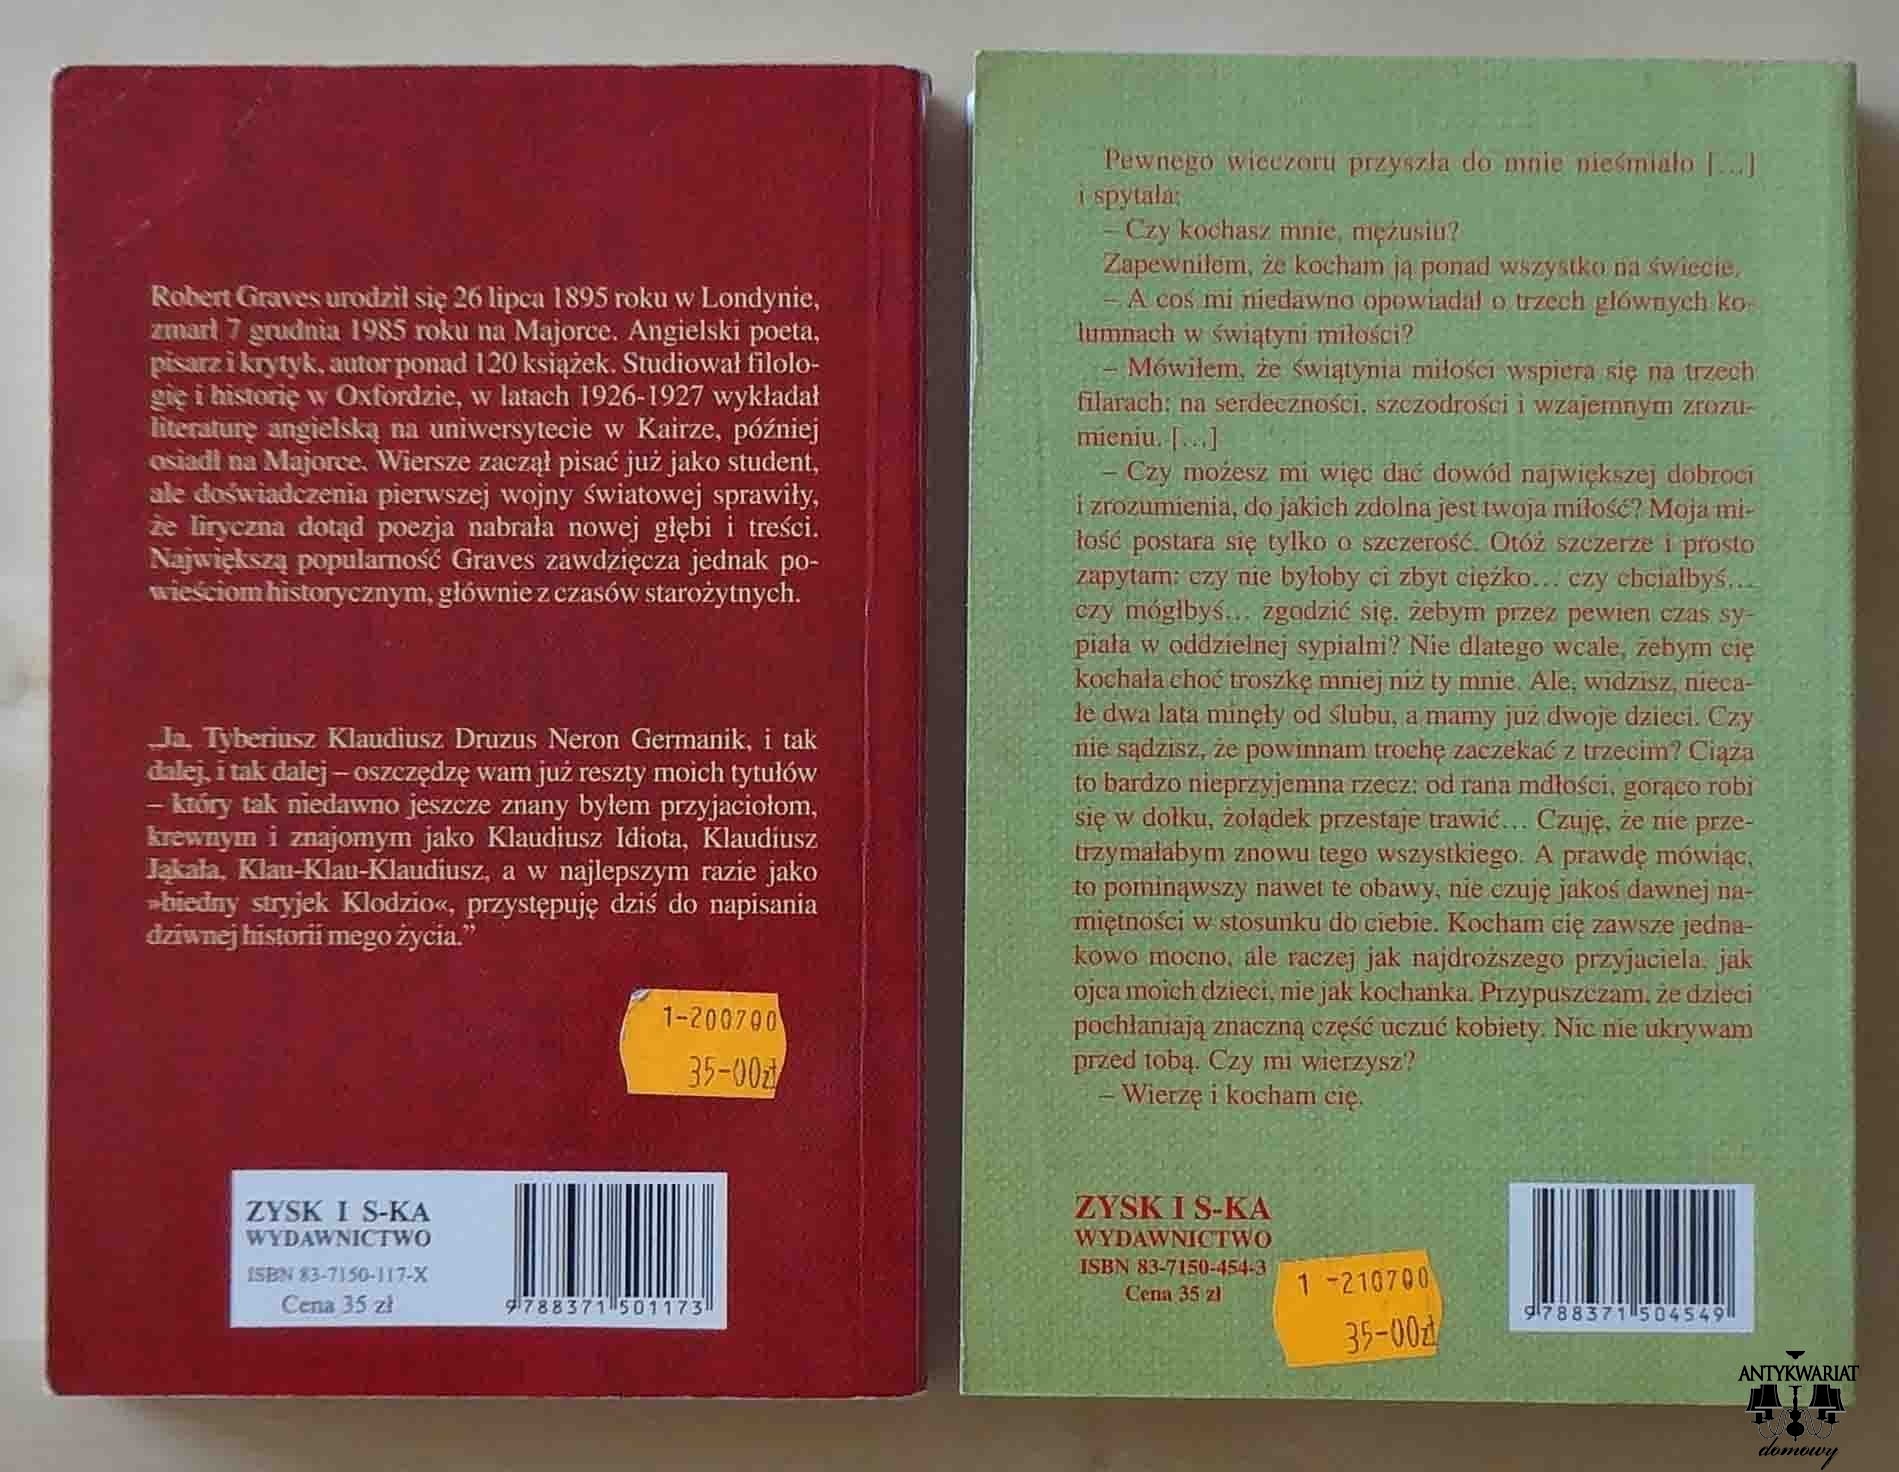 Robert Graves urodził się 26 lipca 1895 roku w Londynie,
zmarł 7 grudnia 1985 roku na Majorce. Angielski poeta,
pisarz i krytyk, autor ponad 120 książek. Studiował filolo-
gię i historię w Oxfordzie, w latach 1926-1927 wykładał
literaturę angielską na uniwersytecie w Kairze, później
osiadł na Majorce. Wiersze zaczął pisać już jako student,
ale doświadczenia pierwszej wojny światowej sprawiły,
że liryczna dotąd poezja nabrała nowej głębi i treści.
Największą popularność Graves zawdzięcza jednak po-
wieściom historycznym, głównie z czasów starożytnych.
„Ja, Tyberiusz Klaudiusz Druzus Neron Germanik, i tak
dalej, i tak dalej – oszczędzę wam już reszty moich tytułów
– który tak niedawno jeszcze znany byłem przyjaciołom,
krewnym i znajomym jako Klaudiusz Idiota, Klaudiusz
Jąkała, Klau-Klau-Klaudiusz, a w najlepszym razie jako
»biedny stryjek Klodzio«, przystępuję dziś do napisania
dziwnej historii mego życia.”
1-200700
35-00zł
ZYSK I S-KA
WYDAWNICTWO
ISBN 83-7150-117-X
Cena 35 zł
9 788371 501173
Pewnego wieczoru przyszła do mnie nieśmiało [...]
i spytała:
– Czy kochasz mnie, mężusiu?
Zapewniłem, że kocham ją ponad wszystko na świecie.
– A coś mi niedawno opowiadał o trzech głównych ko-
lumnach w świątyni miłości?
– Mówiłem, że świątynia miłości wspiera się na trzech
filarach: na serdeczności, szczodrości i wzajemnym zrozu-
mieniu. [...]
– Czy możesz mi więc dać dowód największej dobroci
i zrozumienia, do jakich zdolna jest twoja miłość? Moja mi-
łość postara się tylko o szczerość. Otóż szczerze i prosto
zapytam: czy nie byłoby ci zbyt ciężko... czy chciałbyś...
czy mógłbyś... zgodzić się, żebym przez pewien czas sy-
piała w oddzielnej sypialni? Nie dlatego wcale, żebym cię
kochała choć troszkę mniej niż ty mnie. Ale, widzisz, nieca-
łe dwa lata minęły od ślubu, a mamy już dwoje dzieci. Czy
nie sądzisz, że powinnam trochę zaczekać z trzecim? Ciąża
to bardzo nieprzyjemna rzecz: od rana mdłości, gorąco robi
się w dołku, żołądek przestaje trawić... Czuję, że nie prze-
trzymałabym znowu tego wszystkiego. A prawdę mówiąc,
to pominąwszy nawet te obawy, nie czuję jakoś dawnej na-
miętności w stosunku do ciebie. Kocham cię zawsze jedna-
kowo mocno, ale raczej jak najdroższego przyjaciela, jak
ojca moich dzieci, nie jak kochanka. Przypuszczam, że dzieci
pochłaniają znaczną część uczuć kobiety. Nic nie ukrywam
przed tobą. Czy mi wierzysz?
– Wierzę i kocham cię.
ZYSK I S-KA
WYDAWNICTWO
ISBN 83-7150-454-3
Cena 35 zł
1 -210700
35-00zł
9 788371 504549
ANTYKWARIAT
domowy